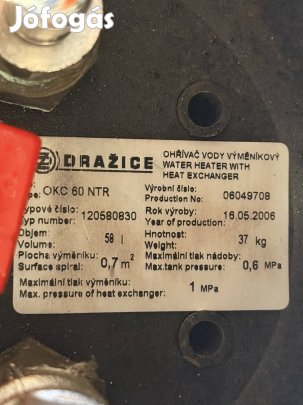 Jófogás
DRAŽICE
OHŘÍVAČ VODY VÝMĚNÍKOVÝ
WATER HEATER WITH
HEAT EXCHANGER
OKC 60 NTR
Výrobní číslo:
Production No.: 06049708
Typové číslo:
Typ number: 120580830
Rok výroby:
Year of production: 16.05.2006
Objem:
Volume: 58 l
Hmotnost:
Weight: 37 kg
Plocha výměníku:
Surface spiral: 0,7 m²
Maximální tlak nádoby:
Max.tank pressure: 0,6 MPa
Maximální tlak výměníku:
Max. pressure of heat exchanger: 1 MPa